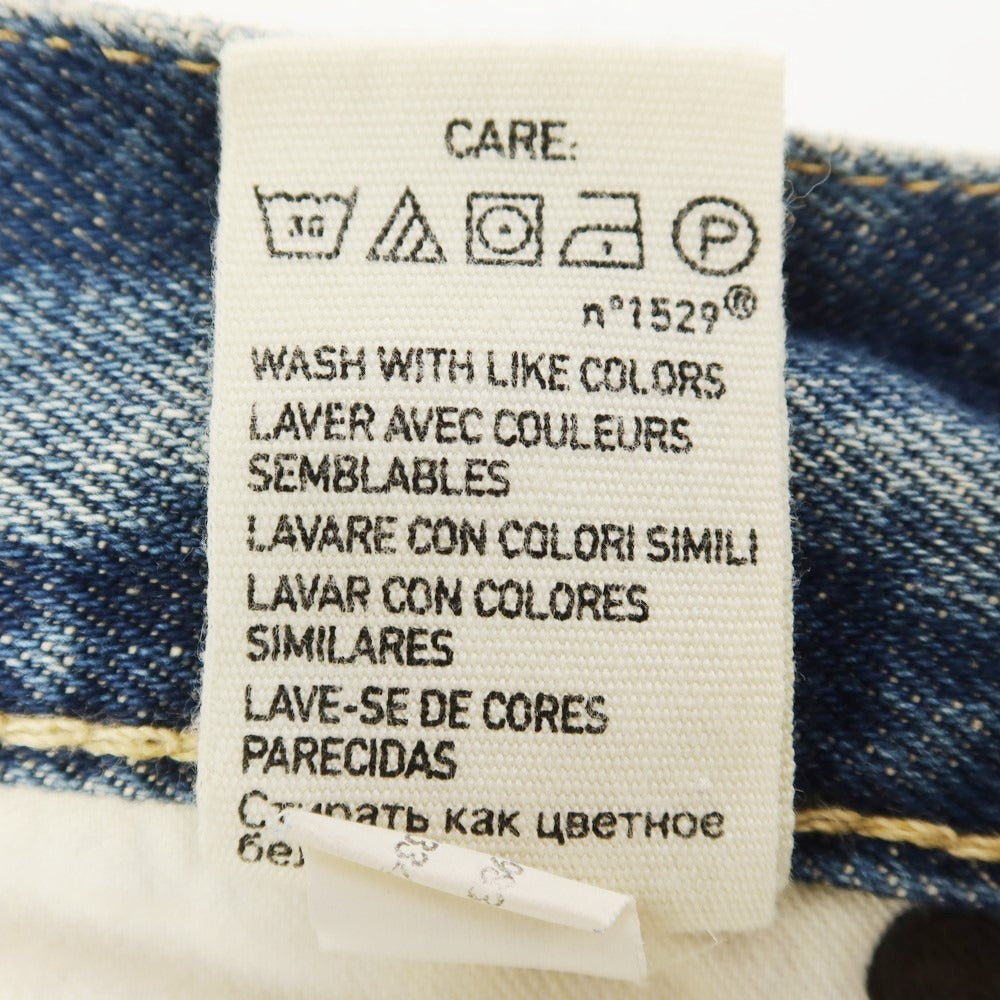 CARE:
30
P
n°1529®
WASH WITH LIKE COLORS
LAVER AVEC COULEURS
SEMBLABLES
LAVARE CON COLORI SIMILI
LAVAR CON COLORES
SIMILARES
LAVE-SE DE CORES
PARECIDAS
Стирать как цветное